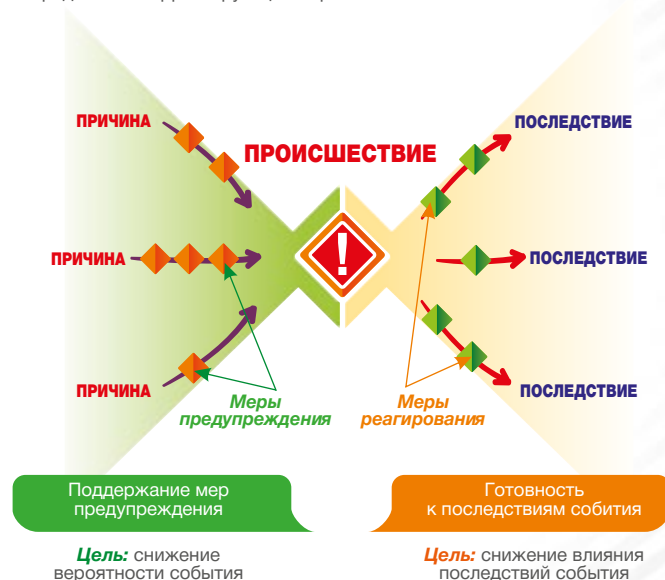 ПРИЧИНА
ПОСЛЕДСТВИЕ
ПРОИСШЕСТВИЕ
!
ПРИЧИНА
ПОСЛЕДСТВИЕ
ПРИЧИНА
ПОСЛЕДСТВИЕ
Меры
предупреждения
Меры
реагирования
Поддержание мер
предупреждения
Готовность
к последствиям собития
Цель: снижение
вероятности события
Цель: снижение влияния
последствий события